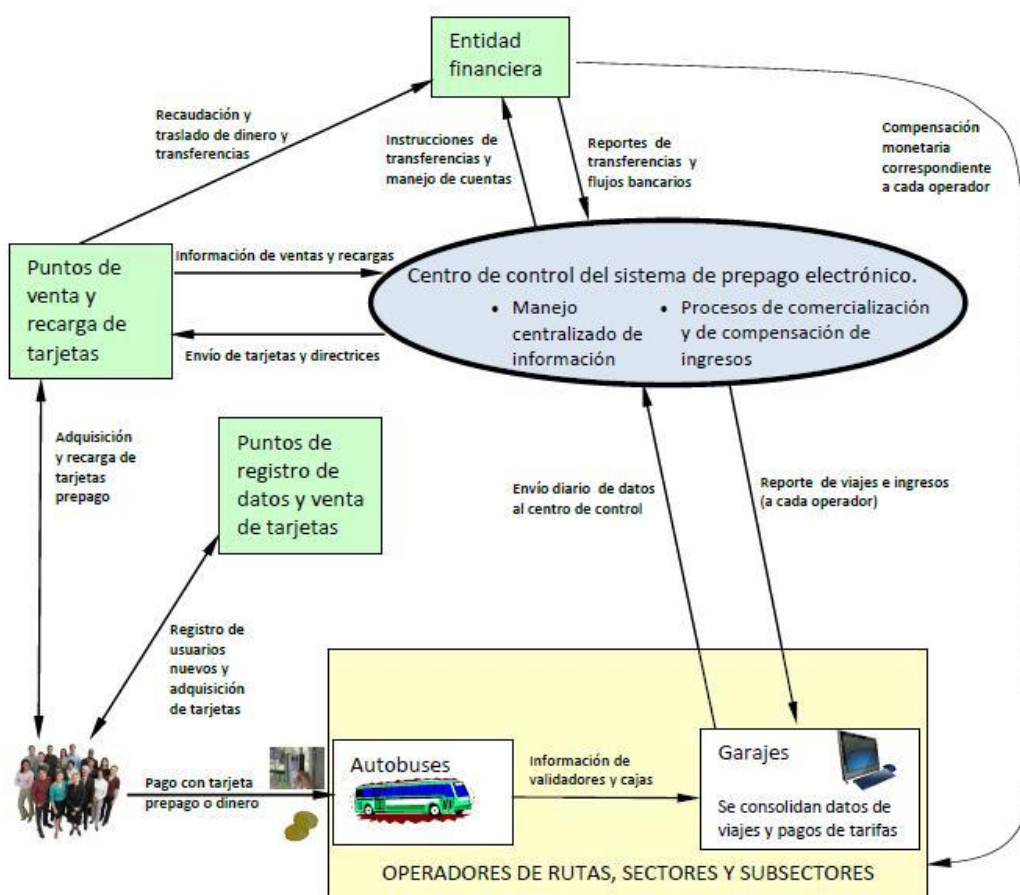 Entidad
financiera
Recaudación y
traslado de dinero y
transferencias
Instrucciones de
transferencias y
manejo de cuentas
Reportes de
transferencias y
flujos bancarios
Compensación
monetaria
correspondiente
a cada operador
Puntos de
venta y
recarga de
tarjetas
Información de ventas y recargas
Envío de tarjetas y directrices
Centro de control del sistema de prepago electrónico.
• Manejo
centralizado de
información
• Procesos de comercialización
y de compensación de
ingresos
Adquisición
y recarga de
tarjetas
prepago
Puntos de
registro de
datos y venta
de tarjetas
Envío diario de datos
al centro de control
Reporte de viajes e ingresos
(a cada operador)
Registro de
usuarios
nuevos y
adquisición
de tarjetas
Pago con tarjeta
prepago o dinero
Autobuses
Información de
validadores y cajas
Garajes
Se consolidan datos de
viajes y pagos de tarifas
OPERADORES DE RUTAS, SECTORES Y SUBSECTORES